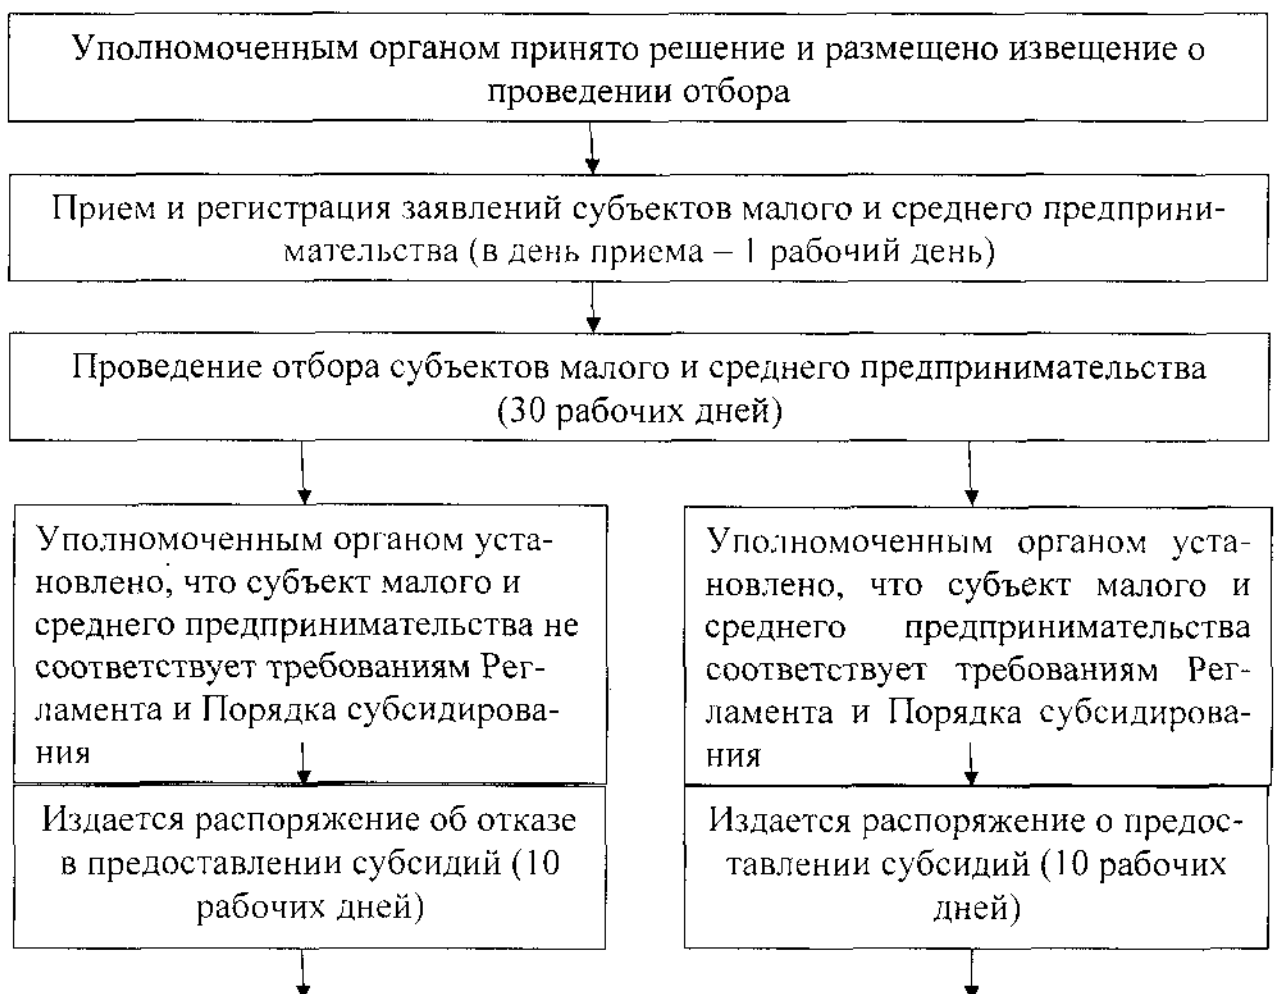 Уполномоченным органом принято решение и размещено извещение о
проведении отбора
Прием и регистрация заявлений субъектов малого и среднего предприни-
мательства (в день приема – 1 рабочий день)
Проведение отбора субъектов малого и среднего предпринимательства
(30 рабочих дней)
Уполномоченным органом уста-
новлено, что субъект малого и
среднего предпринимательства не
соответствует требованиям Рег-
ламента и Порядка субсидирова-
ния
Уполномоченным органом уста-
новлено, что субъект малого и
среднего предпринимательства
соответствует требованиям Рег-
ламента и Порядка субсидирова-
ния
Издается распоряжение об отказе
в предоставлении субсидий (10
рабочих дней)
Издается распоряжение о предос-
тавлении субсидий (10 рабочих
дней)